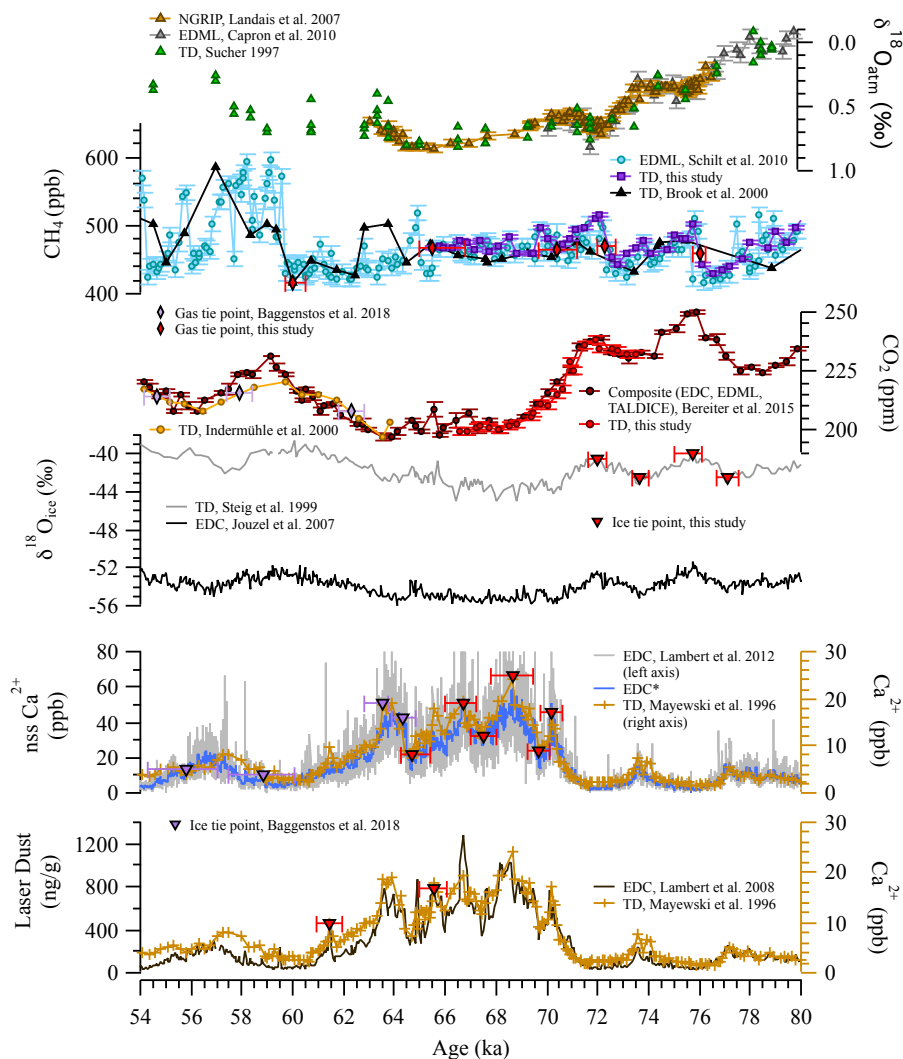 NGRIP, Landais et al. 2007
EDML, Capron et al. 2010
TD, Sucher 1997
0.0
0.5
1.0
δ¹⁸Oatm (‰)
600
500
400
CH₄ (ppb)
EDML, Schilt et al. 2010
TD, this study
TD, Brook et al. 2000
Gas tie point, Baggenstos et al. 2018
Gas tie point, this study
250
225
200
CO₂ (ppm)
Composite (EDC, EDML,
TALDICE), Bereiter et al. 2015
TD, this study
TD, Indermühle et al. 2000
-40
-44
-48
-52
-56
δ¹⁸Oice (‰)
TD, Steig et al. 1999
EDC, Jouzel et al. 2007
Ice tie point, this study
80
60
40
20
0
nss Ca²⁺
(ppb)
EDC, Lambert et al. 2012
(left axis)
EDC*
TD, Mayewski et al. 1996
(right axis)
30
20
10
0
Ca²⁺ (ppb)
Ice tie point, Baggenstos et al. 2018
1200
800
400
0
Laser Dust
(ng/g)
EDC, Lambert et al. 2008
TD, Mayewski et al. 1996
30
20
10
0
Ca²⁺ (ppb)
54 56 58 60 62 64 66 68 70 72 74 76 78 80
Age (ka)